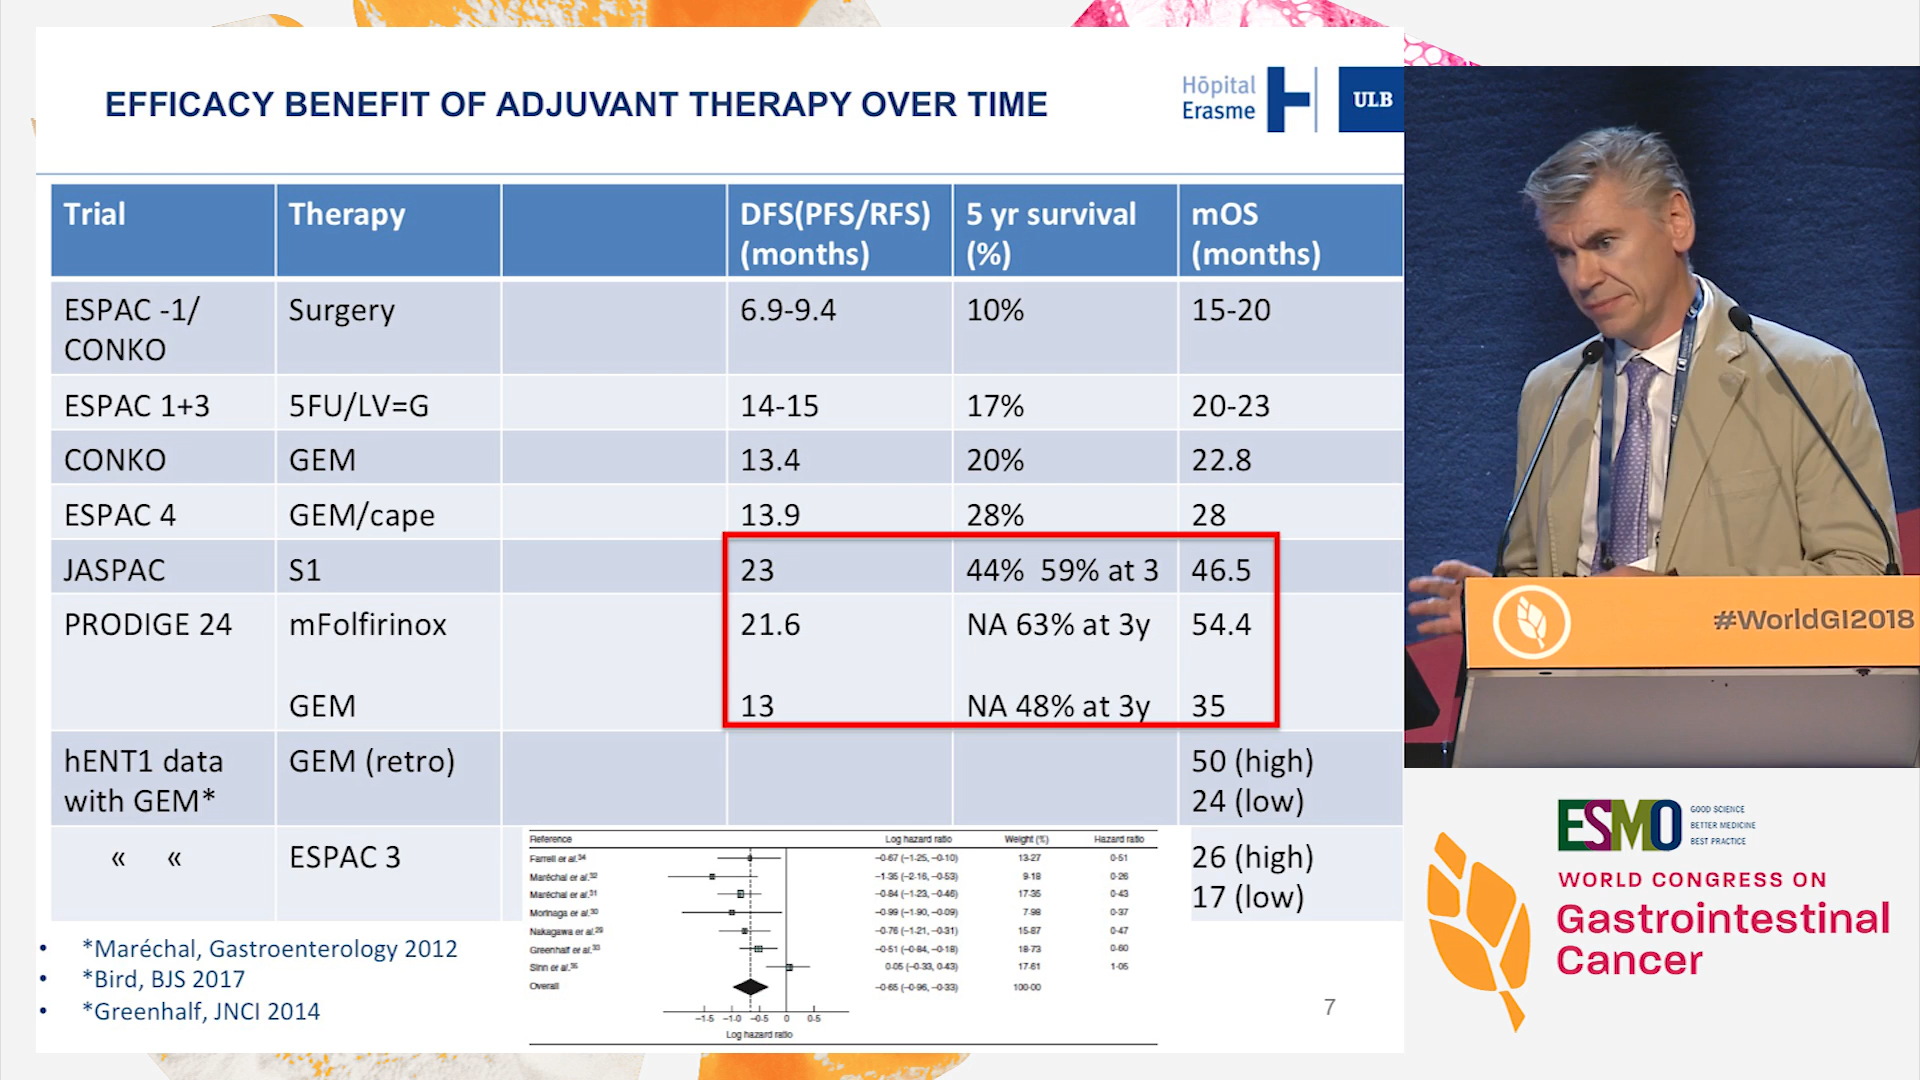 EFFICACY BENEFIT OF ADJUVANT THERAPY OVER TIME
Hôpital
Erasme
ULB
Trial
Therapy
DFS(PFS/RFS)
(months)
5 yr survival
(%)
mOS
(months)
ESPAC -1/
CONKO
Surgery
6.9-9.4
10%
15-20
ESPAC 1+3
5FU/LV=G
14-15
17%
20-23
CONKO
GEM
13.4
20%
22.8
ESPAC 4
GEM/cape
13.9
28%
28
JASPAC
S1
23
44%  59% at 3
46.5
PRODIGE 24
mFolfirinox
21.6
NA 63% at 3y
54.4
GEM
13
NA 48% at 3y
35
hENT1 data
with GEM*
GEM (retro)
50 (high)
24 (low)
« «
ESPAC 3
26 (high)
17 (low)
Reference
Log hazard ratio
Weight (%)
Hazard ratio
Farrell et al.34
−0·67 (−1·25, −0·10)
13·27
0·51
Maréchal et al.32
−1·35 (−2·16, −0·53)
9·18
0·26
Maréchal et al.31
−0·84 (−1·23, −0·46)
17·35
0·43
Morinaga et al.30
−0·99 (−1·90, −0·09)
7·98
0·37
Nakagawa et al.29
−0·76 (−1·21, −0·31)
15·87
0·47
Greenhalf et al.33
−0·51 (−0·84, −0·18)
18·73
0·60
Sinn et al.35
0·05 (−0·33, 0·43)
17·61
1·05
Overall
−0·65 (−0·96, −0·33)
100·00
−1·5 −1·0 −0·5 0 0·5
Log hazard ratio
• *Maréchal, Gastroenterology 2012
• *Bird, BJS 2017
• *Greenhalf, JNCI 2014
7
#WorldGI2018
ESMO
GOOD SCIENCE
BETTER MEDICINE
BEST PRACTICE
WORLD CONGRESS ON
Gastrointestinal
Cancer